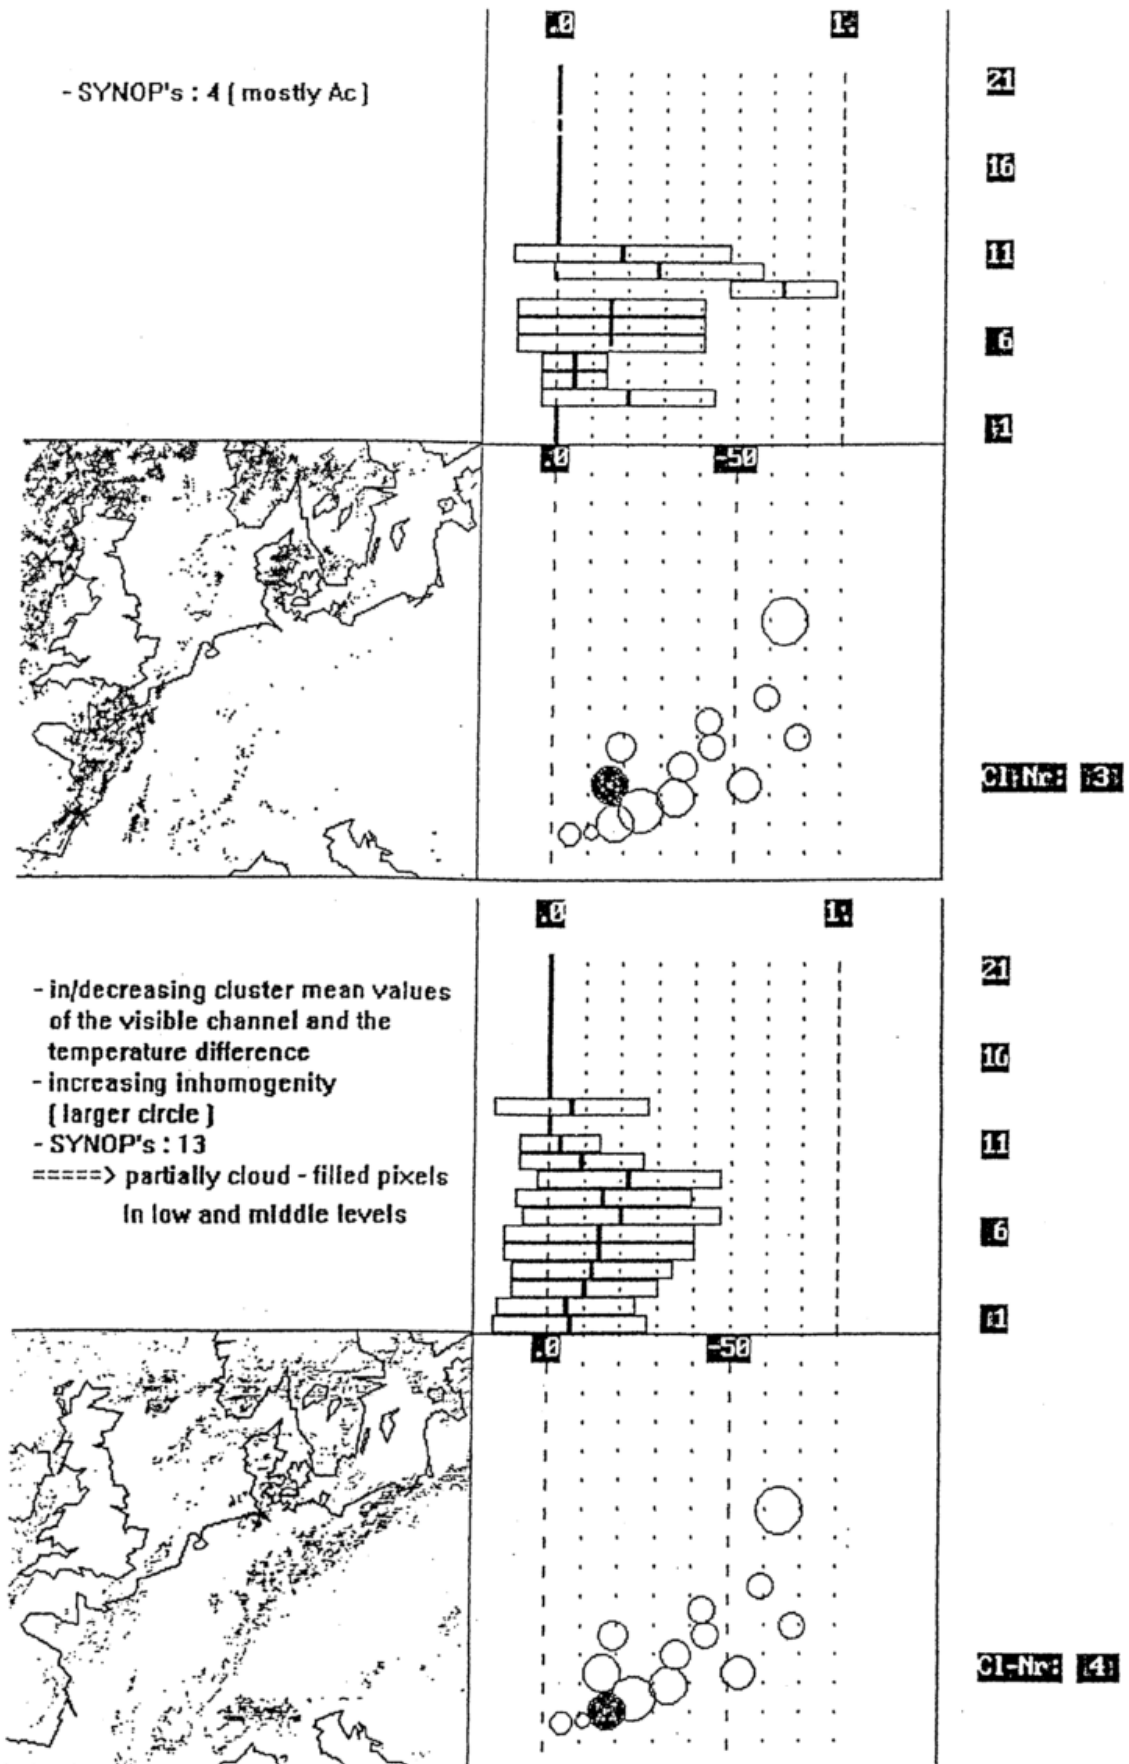 .0 1.
- SYNOP's : 4 ( mostly Ac )
21
16
11
6
1
.0 -50
Cl-Nr: 3
.0 1.
21
- in/decreasing cluster mean values
of the visible channel and the
temperature difference
16
- increasing inhomogenity
( larger circle )
- SYNOP's : 13
11
=====> partially cloud - filled pixels
in low and middle levels
6
1
.0 -50
Cl-Nr: 4